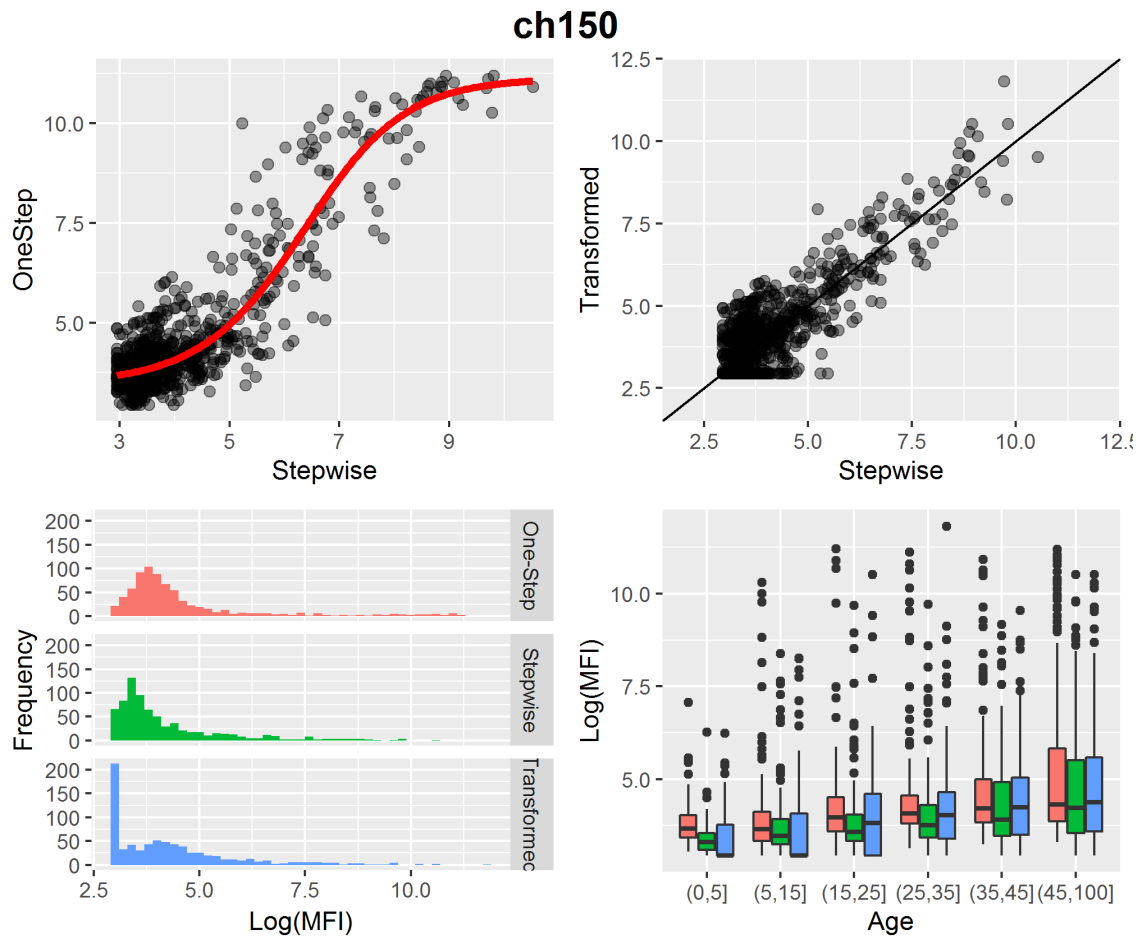 ch150
OneStep
10.0
7.5
5.0
3 5 7 9
Stepwise
Transformed
12.5
10.0
7.5
5.0
2.5
2.5 5.0 7.5 10.0 12.5
Stepwise
Frequency
200
150
100
50
0
One-Step
200
150
100
50
0
Stepwise
200
150
100
50
0
Transformed
2.5 5.0 7.5 10.0
Log(MFI)
Log(MFI)
10.0
7.5
5.0
(0,5] (5,15] (15,25] (25,35] (35,45] (45,100]
Age